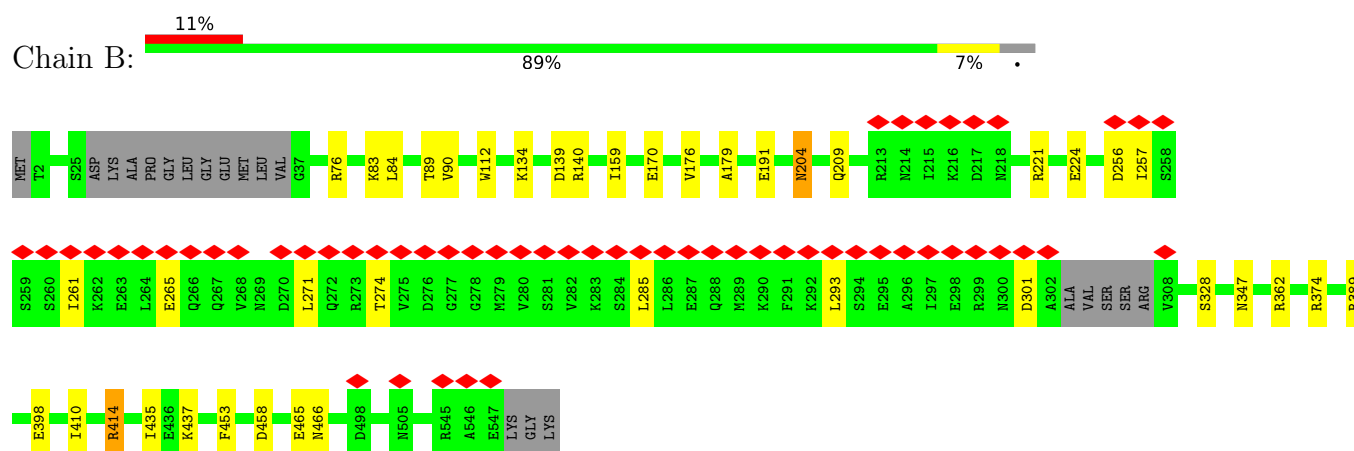 11%
Chain B:
89% 7% •
MET T2 S25 ASP LYS ALA PRO GLY LEU GLY GLU MET LEU VAL G37 R76 K83 L84 T89 V90 W112 K134 D139 R140 I159 E170 V176 A179 E191 N204 Q209 R213 N214 I215 K216 D217 N218 R221 E224 D256 I257 S258
S259 S260 I261 K262 E263 L264 E265 Q266 Q267 V268 N269 D270 L271 Q272 R273 T274 V275 D276 G277 G278 M279 V280 S281 V282 K283 S284 L285 L286 E287 Q288 M289 K290 F291 K292 L293 S294 E295 A296 I297 E298 R299 N300 D301 A302 ALA VAL SER SER ARG V308 S328 N347 R362 R374
E398 I410 R414 I435 E436 K437 F453 D458 E465 N466 D498 N505 R545 A546 E547 LYS GLY LYS